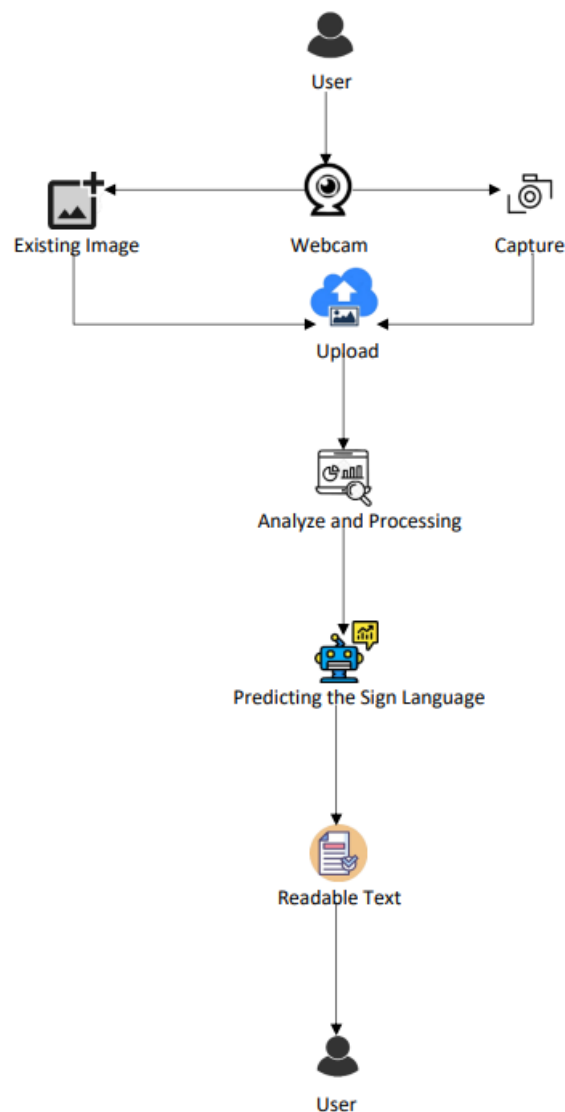 User
Existing Image
Webcam
Capture
Upload
Analyze and Processing
Predicting the Sign Language
Readable Text
User